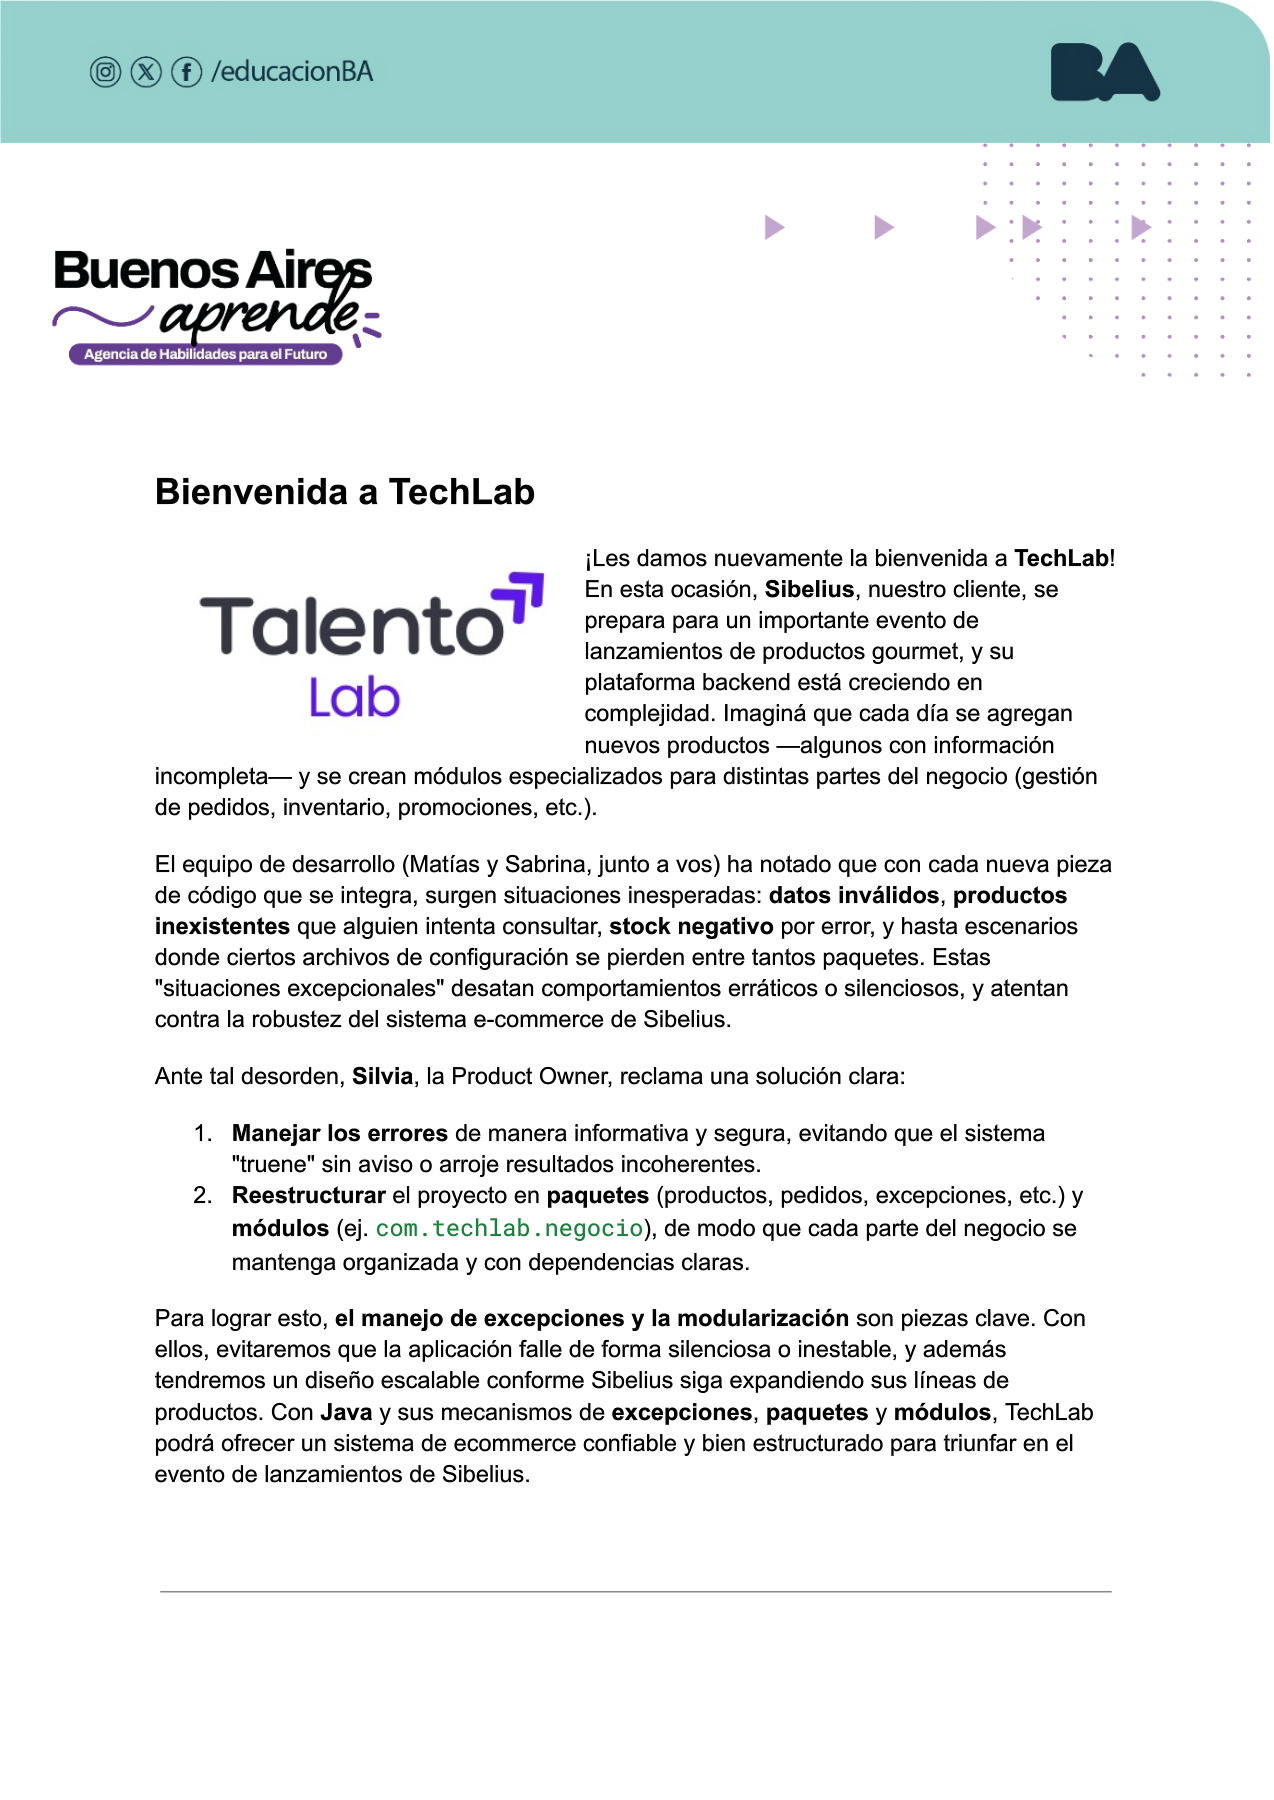 /educacionBA
BA
Buenos Aires
aprende
Agencia de Habilidades para el Futuro
Bienvenida a TechLab
Talento
Lab
¡Les damos nuevamente la bienvenida a TechLab!
En esta ocasión, Sibelius, nuestro cliente, se
prepara para un importante evento de
lanzamientos de productos gourmet, y su
plataforma backend está creciendo en
complejidad. Imaginá que cada día se agregan
nuevos productos —algunos con información
incompleta— y se crean módulos especializados para distintas partes del negocio (gestión
de pedidos, inventario, promociones, etc.).
El equipo de desarrollo (Matías y Sabrina, junto a vos) ha notado que con cada nueva pieza
de código que se integra, surgen situaciones inesperadas: datos inválidos, productos
inexistentes que alguien intenta consultar, stock negativo por error, y hasta escenarios
donde ciertos archivos de configuración se pierden entre tantos paquetes. Estas
"situaciones excepcionales" desatan comportamientos erráticos o silenciosos, y atentan
contra la robustez del sistema e-commerce de Sibelius.
Ante tal desorden, Silvia, la Product Owner, reclama una solución clara:
1. Manejar los errores de manera informativa y segura, evitando que el sistema
"truene" sin aviso o arroje resultados incoherentes.
2. Reestructurar el proyecto en paquetes (productos, pedidos, excepciones, etc.) y
módulos (ej. com.techlab.negocio), de modo que cada parte del negocio se
mantenga organizada y con dependencias claras.
Para lograr esto, el manejo de excepciones y la modularización son piezas clave. Con
ellos, evitaremos que la aplicación falle de forma silenciosa o inestable, y además
tendremos un diseño escalable conforme Sibelius siga expandiendo sus líneas de
productos. Con Java y sus mecanismos de excepciones, paquetes y módulos, TechLab
podrá ofrecer un sistema de ecommerce confiable y bien estructurado para triunfar en el
evento de lanzamientos de Sibelius.